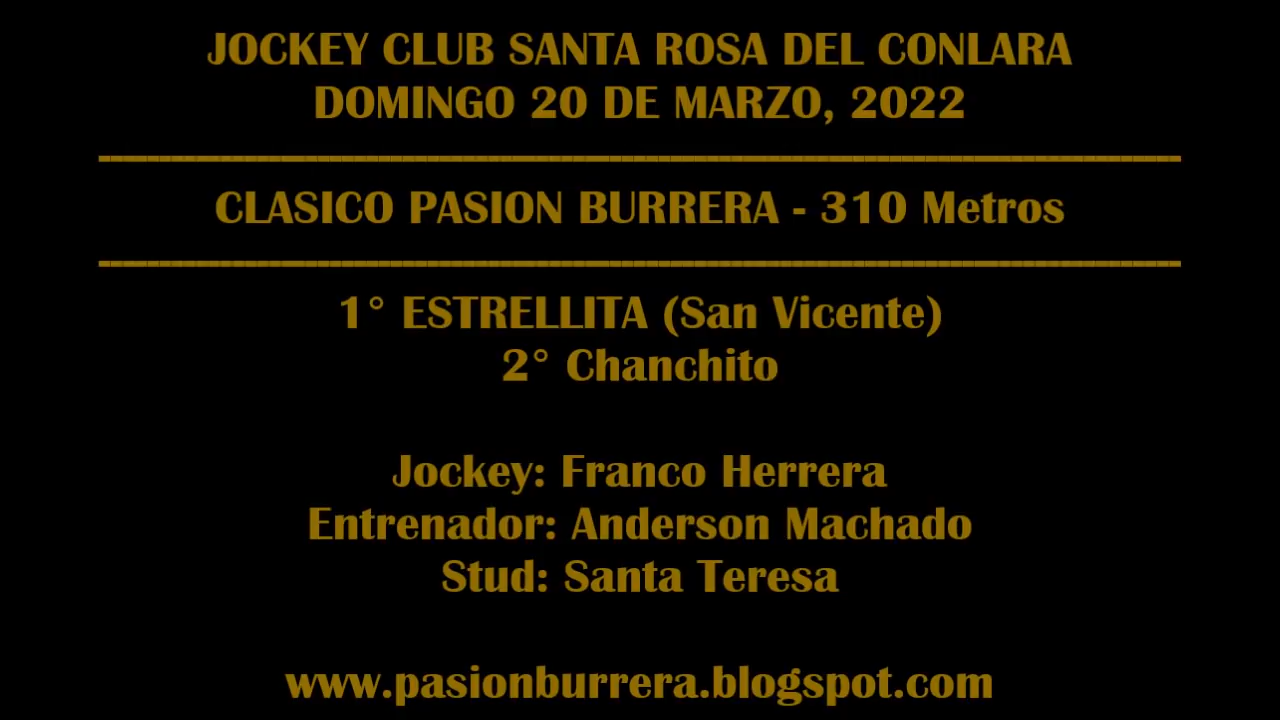 JOCKEY CLUB SANTA ROSA DEL CONLARA
DOMINGO 20 DE MARZO, 2022
CLASICO PASION BURRERA - 310 Metros
1° ESTRELLITA (San Vicente)
2° Chanchito
Jockey: Franco Herrera
Entrenador: Anderson Machado
Stud: Santa Teresa
www.pasionburrera.blogspot.com